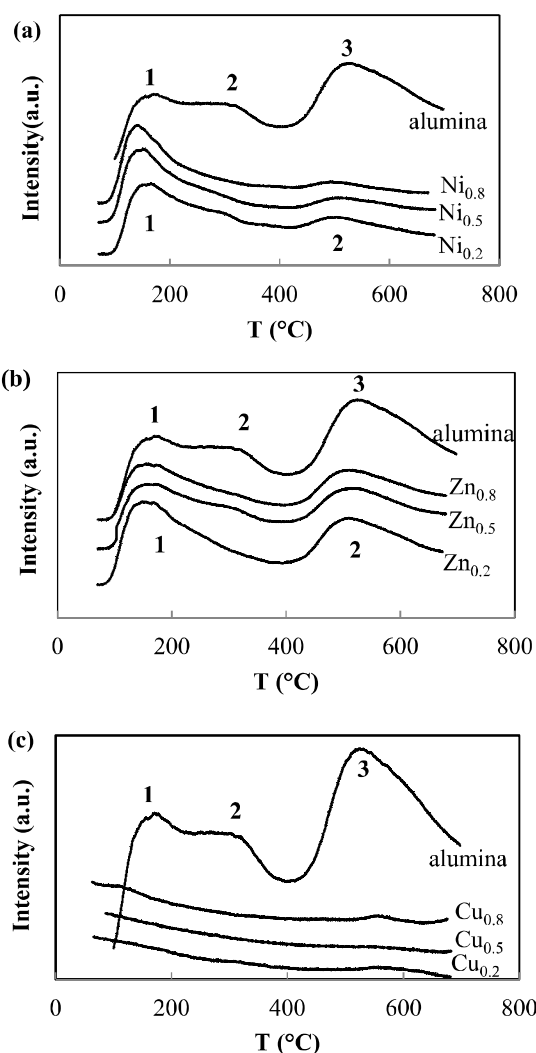 (a)
Intensity(a.u.)
1
2
3
alumina
Ni0.8
Ni0.5
Ni0.2
1
2
0 200 400 600 800
T (°C)
(b)
Intensity (a.u.)
1
2
3
alumina
Zn0.8
Zn0.5
Zn0.2
1
2
0 200 400 600 800
T (°C)
(c)
Intensity (a.u.)
1
2
3
alumina
Cu0.8
Cu0.5
Cu0.2
0 200 400 600 800
T (°C)